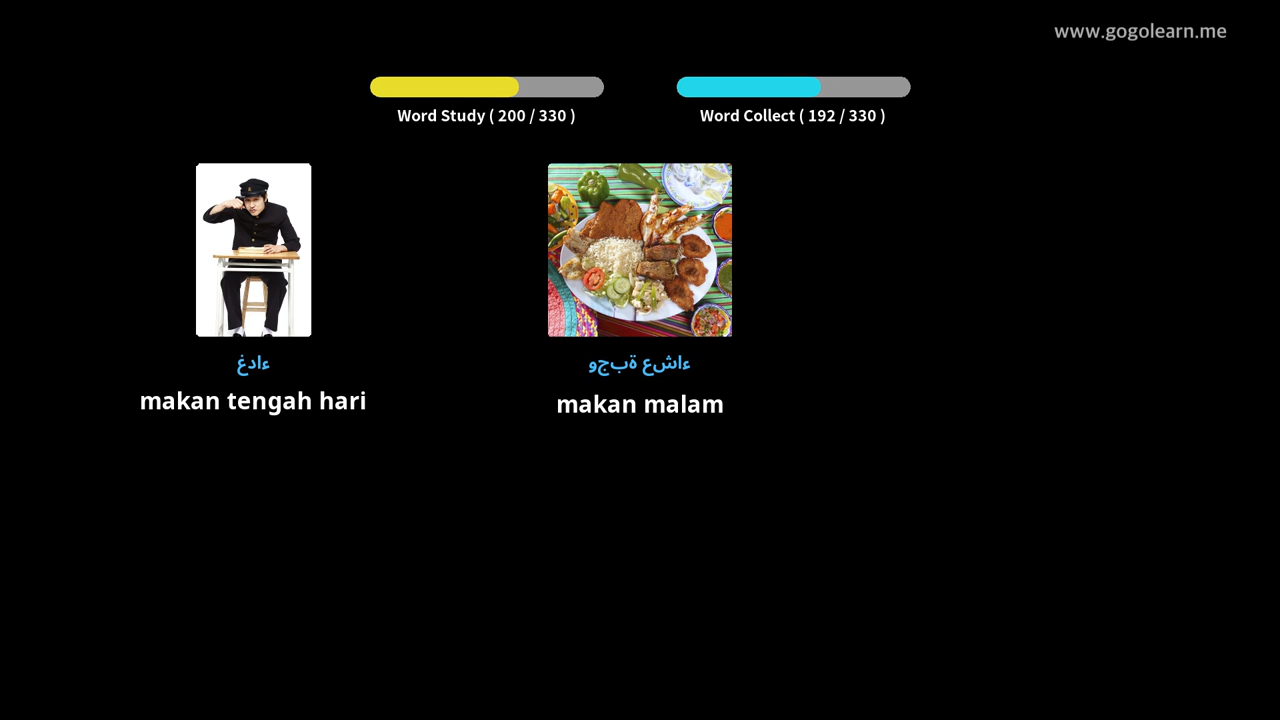 www.gogolearn.me
Word Study ( 200 / 330 )
Word Collect ( 192 / 330 )
ءادغ
makan tengah hari
ءاشع ةبجو
makan malam